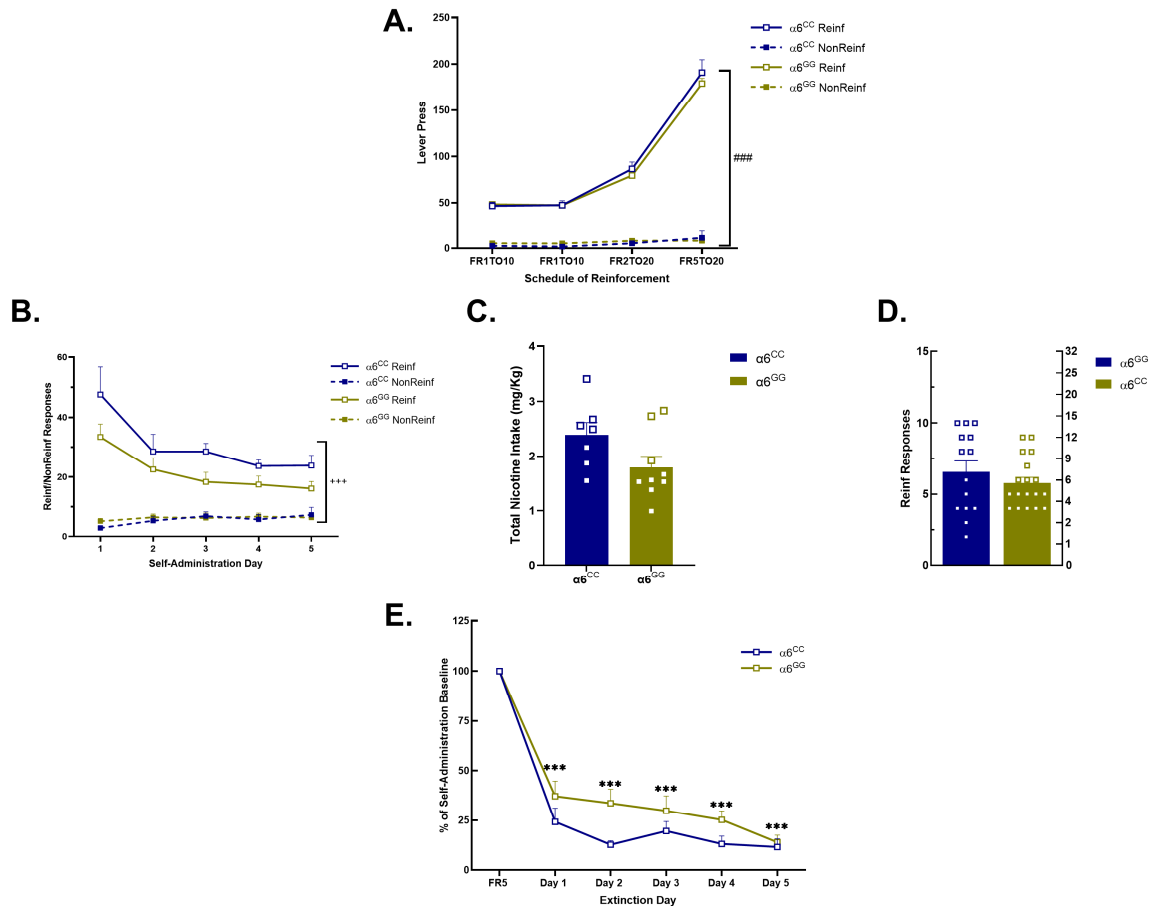 A.
250
200
150
100
50
0
Lever Press
FR1TO10 FR1TO10 FR2TO20 FR5TO20
Schedule of Reinforcement
α6CC Reinf
α6CC NonReinf
α6GG Reinf
α6GG NonReinf
###
B.
60
40
20
0
Reinf/NonReinf Responses
1 2 3 4 5
Self-Administration Day
α6CC Reinf
α6CC NonReinf
α6GG Reinf
α6GG NonReinf
+++
C.
4
3
2
1
0
Total Nicotine Intake (mg/Kg)
α6CC α6GG
α6CC
α6GG
D.
15
10
5
0
Reinf Responses
32
25
20
15
12
9
6
4
2
1
0
α6GG
α6CC
E.
125
100
75
50
25
0
% of Self-Administration Baseline
*** *** *** *** ***
FR5 Day 1 Day 2 Day 3 Day 4 Day 5
Extinction Day
α6CC
α6GG